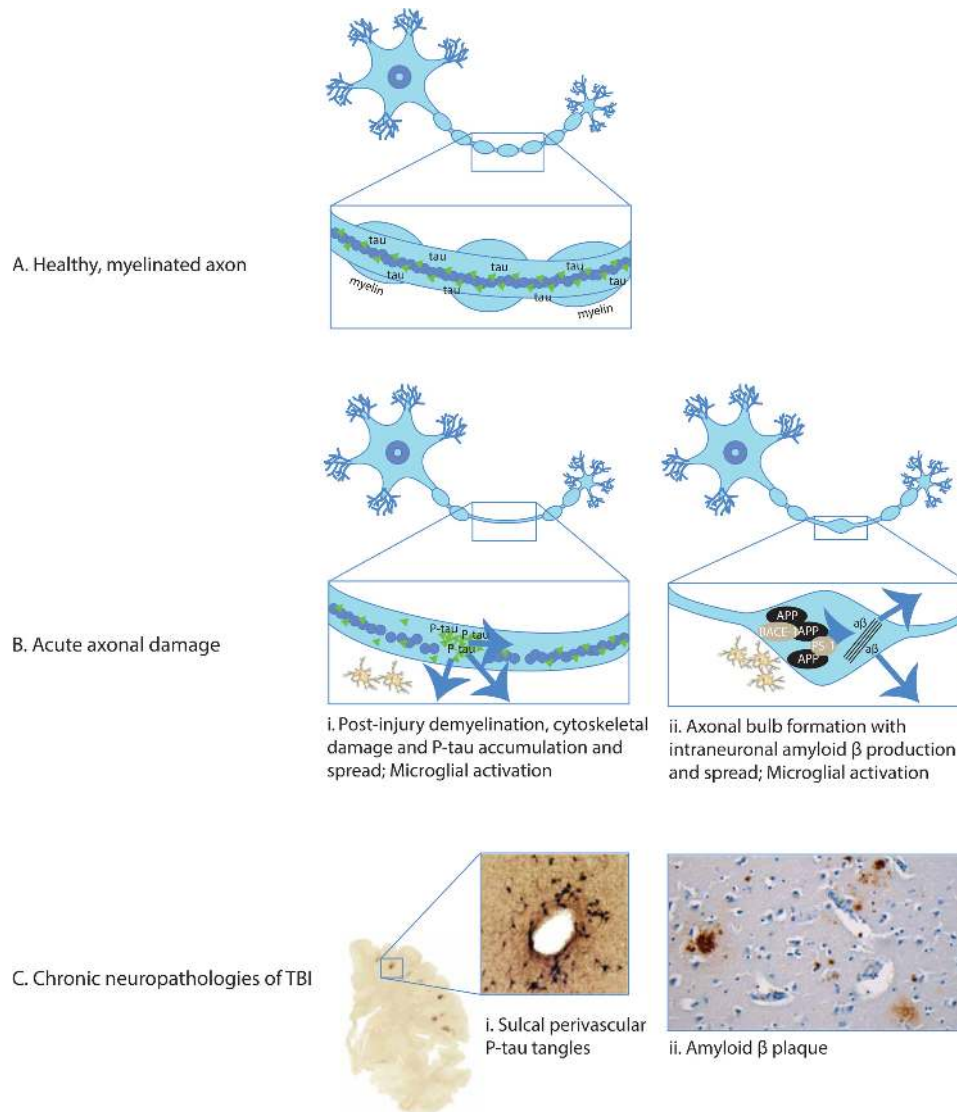 A. Healthy, myelinated axon
tau
tau
tau
tau
tau
tau
tau
tau
myelin
myelin
B. Acute axonal damage
P-tau
P-tau
P-tau
i. Post-injury demyelination, cytoskeletal
damage and P-tau accumulation and
spread; Microglial activation
APP
BACE-1
APP
PS-1
APP
aβ
aβ
ii. Axonal bulb formation with
intraneuronal amyloid β production
and spread; Microglial activation
C. Chronic neuropathologies of TBI
i. Sulcal perivascular
P-tau tangles
ii. Amyloid β plaque